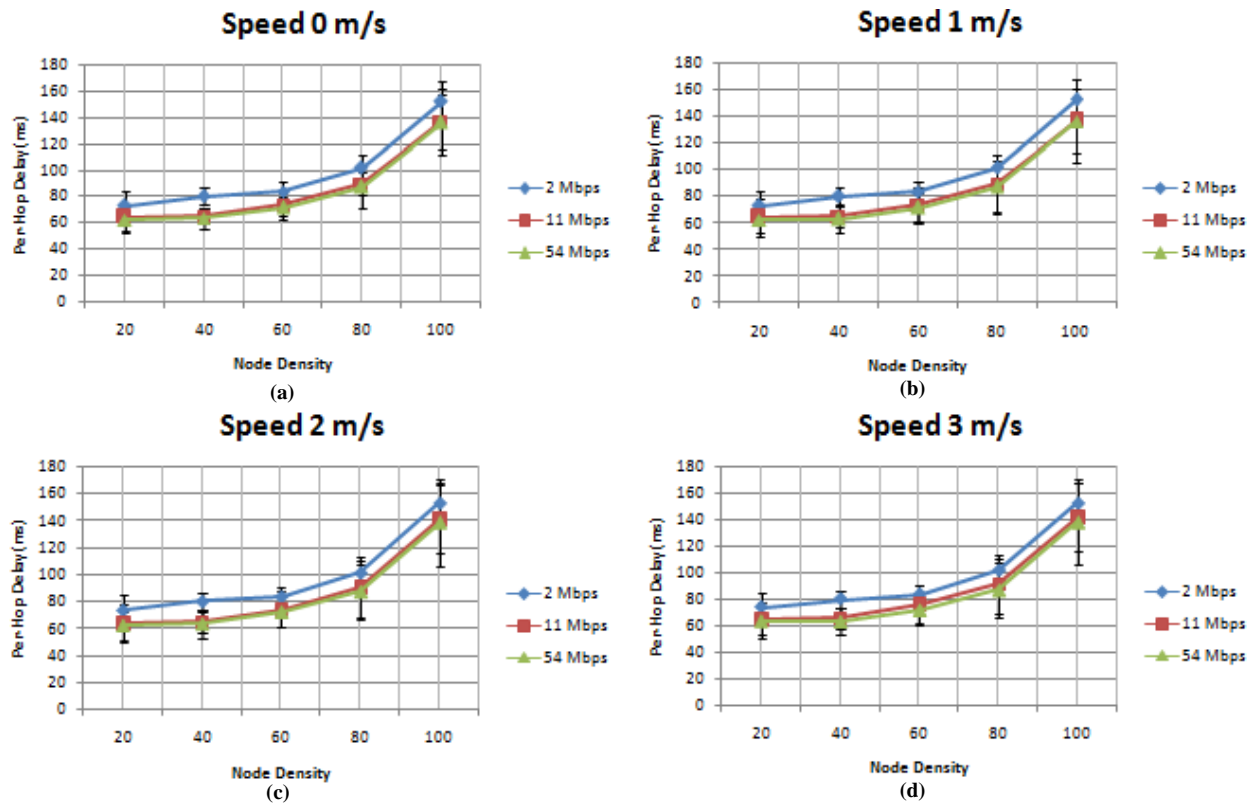 Speed 0 m/s
Per-Hop Delay (ms)
180
160
140
120
100
80
60
40
20
0
20 40 60 80 100
Node Density
2 Mbps
11 Mbps
54 Mbps
(a)
Speed 1 m/s
Per-Hop Delay (ms)
180
160
140
120
100
80
60
40
20
0
20 40 60 80 100
Node Density
2 Mbps
11 Mbps
54 Mbps
(b)
Speed 2 m/s
Per-Hop Delay (ms)
180
160
140
120
100
80
60
40
20
0
20 40 60 80 100
Node Density
2 Mbps
11 Mbps
54 Mbps
(c)
Speed 3 m/s
Per-Hop Delay (ms)
180
160
140
120
100
80
60
40
20
0
20 40 60 80 100
Node Density
2 Mbps
11 Mbps
54 Mbps
(d)